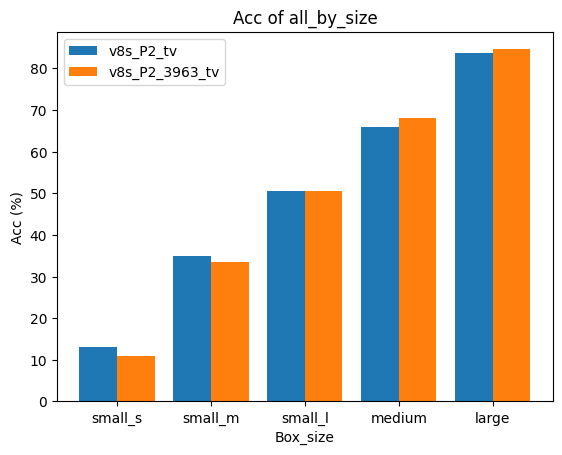 Acc of all_by_size
v8s_P2_tv
v8s_P2_3963_tv
Acc (%)
80
70
60
50
40
30
20
10
0
small_s small_m small_l medium large
Box_size